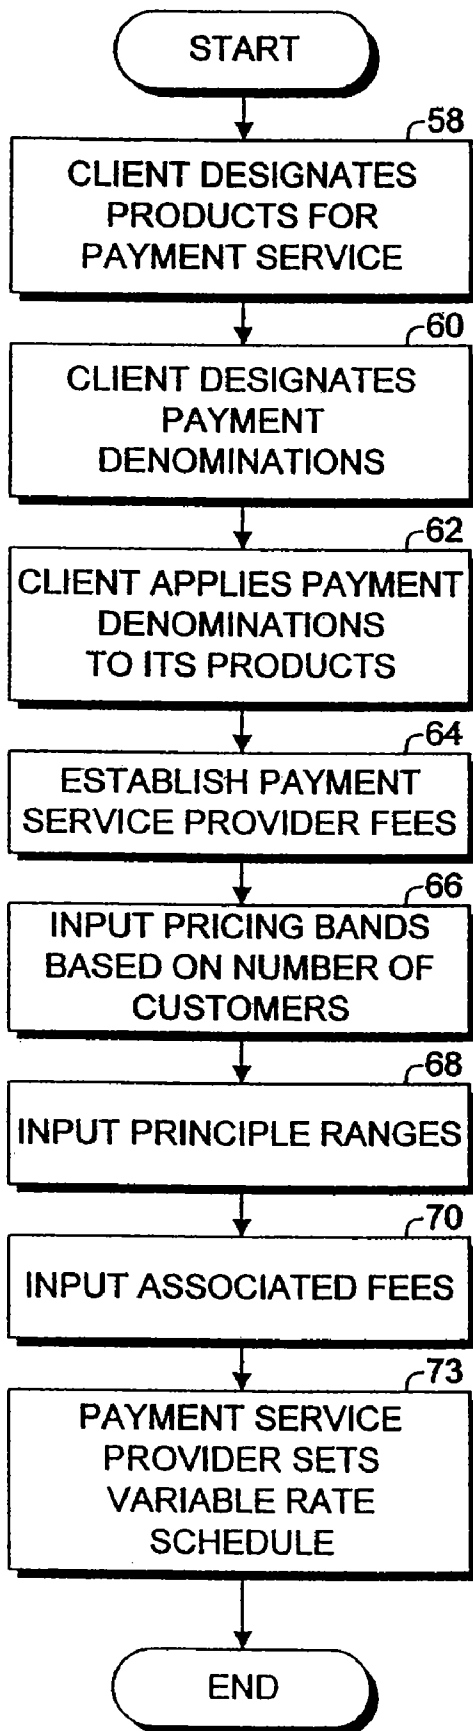 START
58
CLIENT DESIGNATES
PRODUCTS FOR
PAYMENT SERVICE
60
CLIENT DESIGNATES
PAYMENT
DENOMINATIONS
62
CLIENT APPLIES PAYMENT
DENOMINATIONS
TO ITS PRODUCTS
64
ESTABLISH PAYMENT
SERVICE PROVIDER FEES
66
INPUT PRICING BANDS
BASED ON NUMBER OF
CUSTOMERS
68
INPUT PRINCIPLE RANGES
70
INPUT ASSOCIATED FEES
73
PAYMENT SERVICE
PROVIDER SETS
VARIABLE RATE
SCHEDULE
END